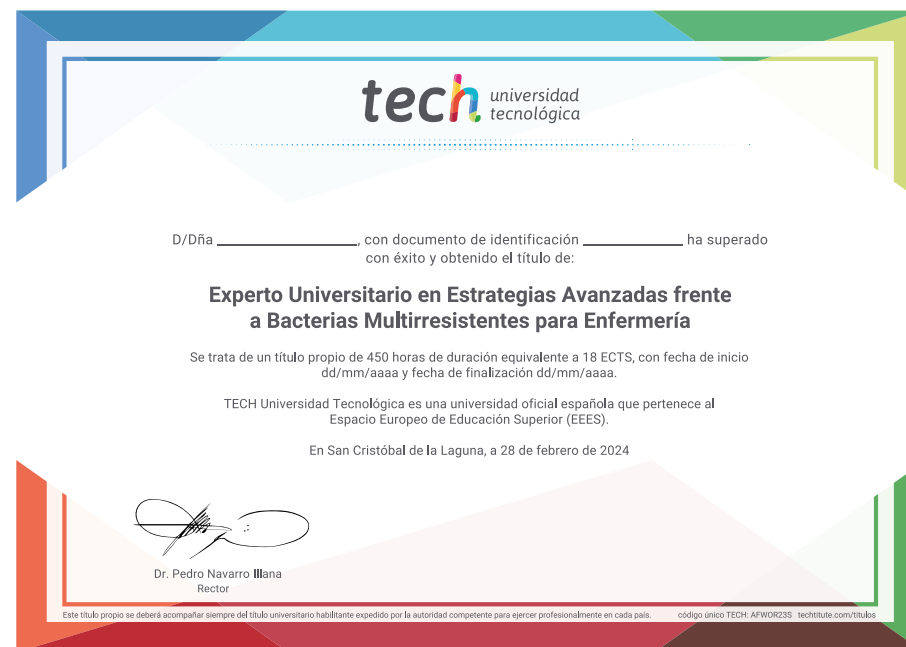 tech universidad
tecnológica
D/Dña ____________, con documento de identificación ____________ ha superado
con éxito y obtenido el título de:
Experto Universitario en Estrategias Avanzadas frente
a Bacterias Multirresistentes para Enfermería
Se trata de un título propio de 450 horas de duración equivalente a 18 ECTS, con fecha de inicio
dd/mm/aaaa y fecha de finalización dd/mm/aaaa.
TECH Universidad Tecnológica es una universidad oficial española que pertenece al
Espacio Europeo de Educación Superior (EEES).
En San Cristóbal de la Laguna, a 28 de febrero de 2024
Dr. Pedro Navarro Illana
Rector
Este título propio se deberá acompañar siempre del título universitario habilitante expedido por la autoridad competente para ejercer profesionalmente en cada país. código único TECH: AFWOR23S techtitute.com/titulos